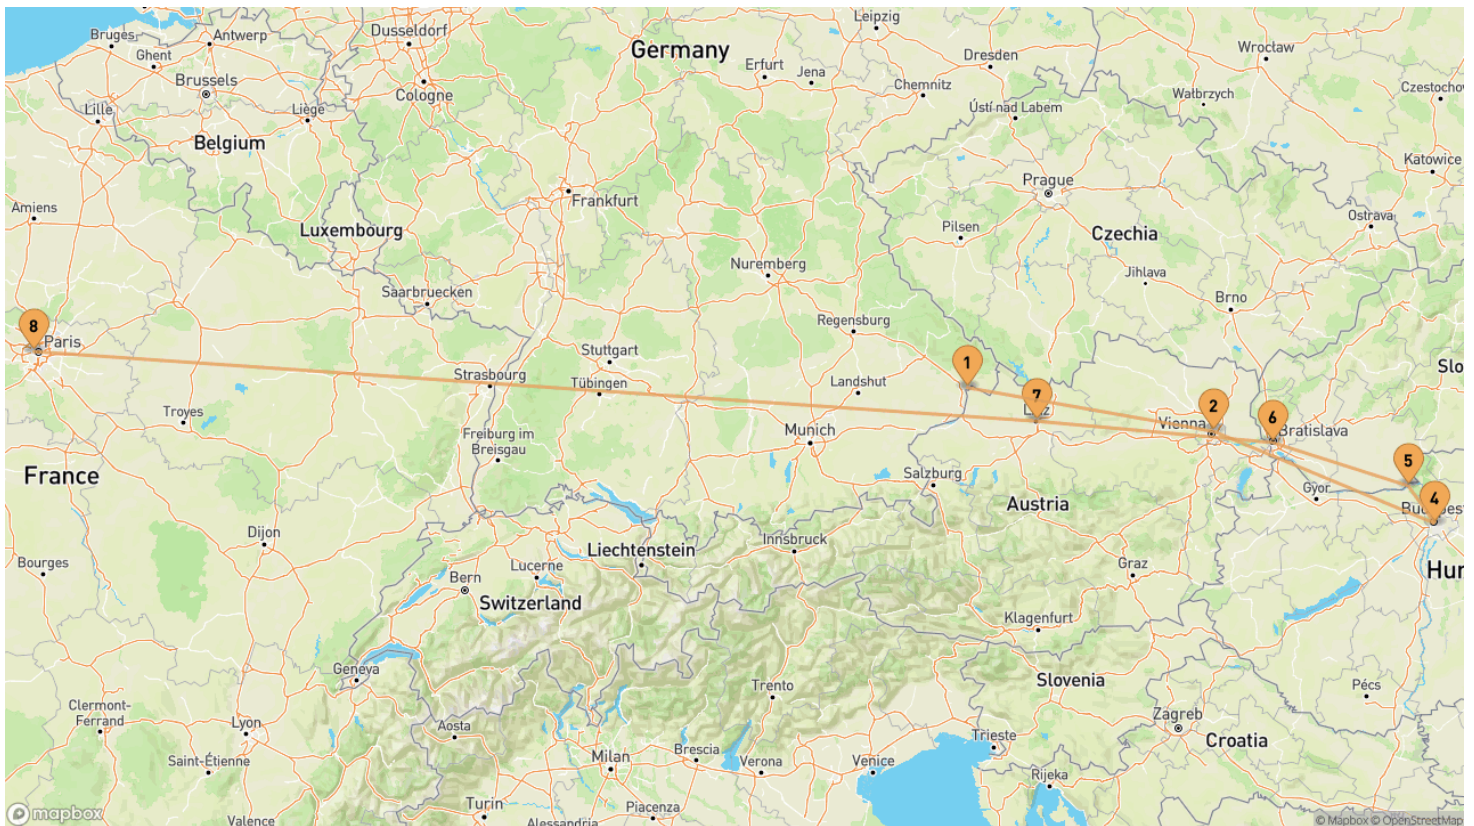 Bruges
Antwerp
Dusseldorf
Germany
Leipzig
Ghent
Dresden
Wrocław
Erfurt
Jena
Brussels
Cologne
Chemnitz
Wałbrzych
Czestochow
Lille
Liège
Ústí nad Labem
Belgium
Katowice
Prague
Frankfurt
Amiens
Ostrava
Luxembourg
Pilsen
Czechia
Nuremberg
Jihlava
Saarbruecken
Brno
Regensburg
8
Paris
Stuttgart
1
Slo
Strasbourg
Tübingen
Landshut
7
2
Troyes
6
Vienna
Bratislava
Freiburg im
Breisgau
Munich
5
France
Salzburg
Gyor
4
Austria
Dijon
Innsbruck
Liechtenstein
Bourges
Lucerne
Graz
Hun
Bern
Switzerland
Klagenfurt
Geneva
Slovenia
Trento
Pécs
Clermont-
Ferrand
Lyon
Aosta
Zagreb
Trieste
Croatia
Saint-Étienne
Milan
Brescia
Verona
Venice
Rijeka
Turin
Piacenza
mapbox
Valence
Alessandria
© Mapbox © OpenStreetMap